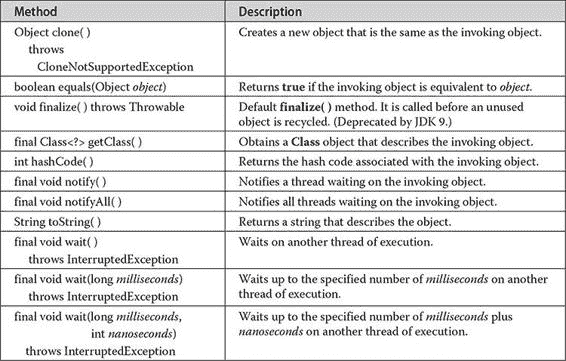 Method Description
Object clone( ) Creates a new object that is the same as the invoking object.
throws
CloneNotSupportedException
boolean equals(Object object) Returns true if the invoking object is equivalent to object.
void finalize( ) throws Throwable Default finalize( ) method. It is called before an unused
object is recycled. (Deprecated by JDK 9.)
final Class<?> getClass( ) Obtains a Class object that describes the invoking object.
int hashCode( ) Returns the hash code associated with the invoking object.
final void notify( ) Notifies a thread waiting on the invoking object.
final void notifyAll( ) Notifies all threads waiting on the invoking object.
String toString( ) Returns a string that describes the object.
final void wait( ) Waits on another thread of execution.
throws InterruptedException
final void wait(long milliseconds) Waits up to the specified number of milliseconds on another
throws InterruptedException thread of execution.
final void wait(long milliseconds, Waits up to the specified number of milliseconds plus
int nanoseconds) nanoseconds on another thread of execution.
throws InterruptedException